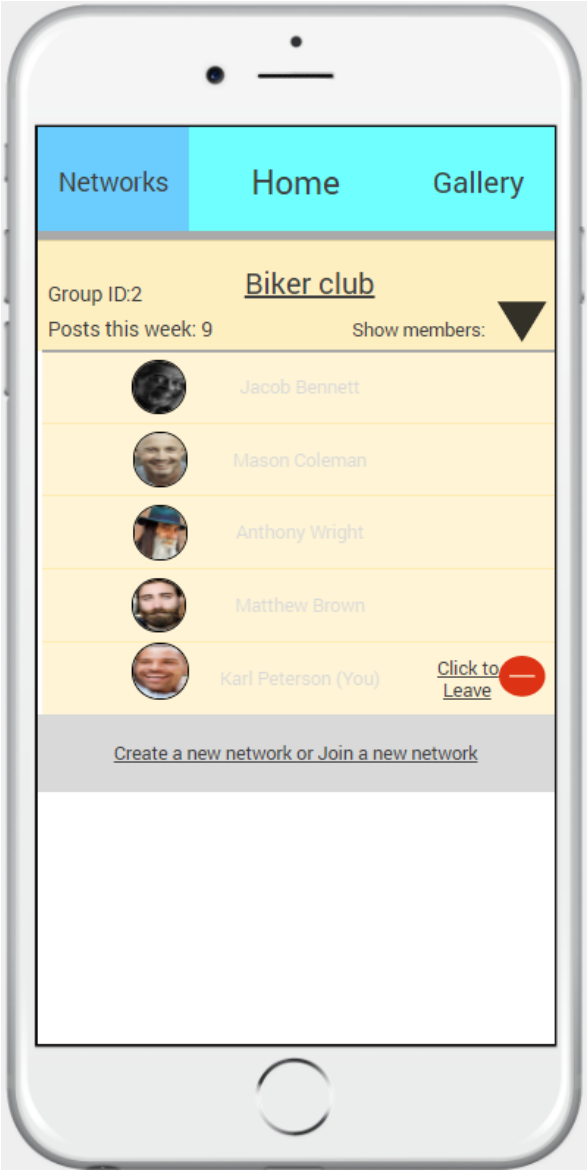 Networks Home Gallery
Biker club
Group ID:2
Posts this week: 9 Show members:
Jacob Bennett
Mason Coleman
Anthony Wright
Matthew Brown
Karl Peterson (You)
Click to
Leave
Create a new network or Join a new network